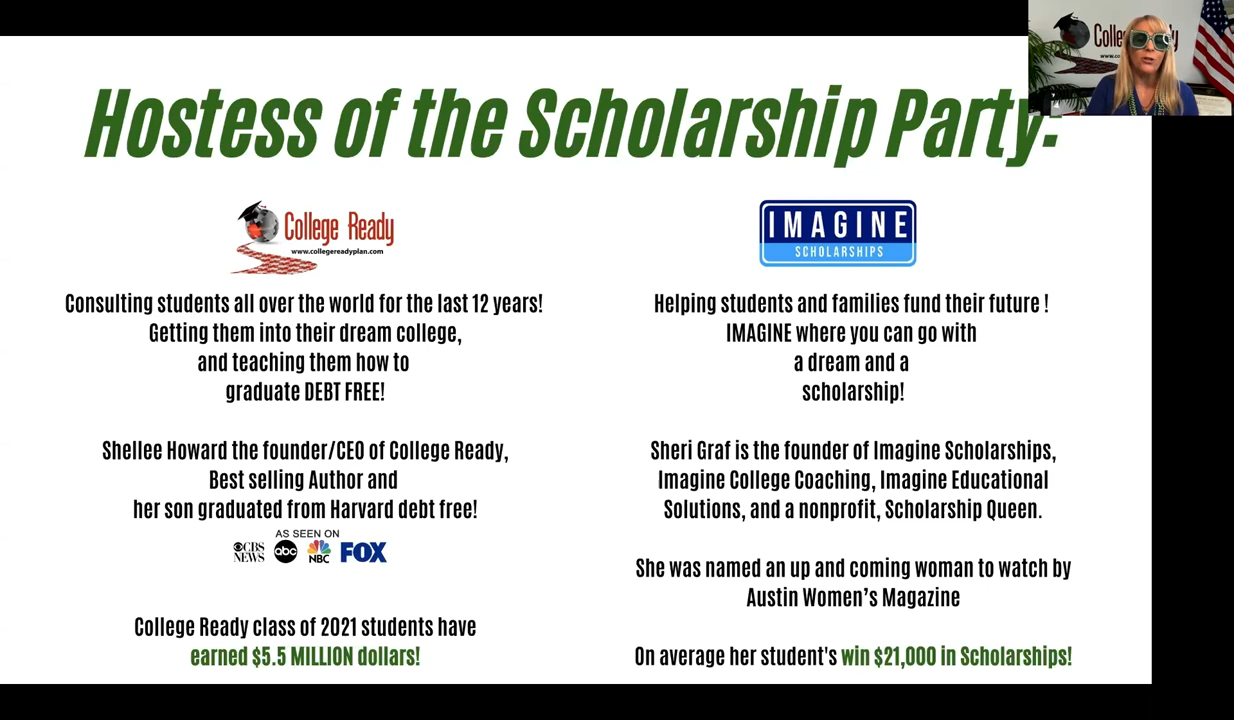 Hostess of the Scholarship Party.
College Ready
www.collegereadyplan.com
Consulting students all over the world for the last 12 years!
Getting them into their dream college,
and teaching them how to
graduate DEBT FREE!
Shellee Howard the founder/CEO of College Ready,
Best selling Author and
her son graduated from Harvard debt free!
AS SEEN ON
CBS NEWS abc NBC FOX
College Ready class of 2021 students have
earned $5.5 MILLION dollars!
IMAGINE
SCHOLARSHIPS
Helping students and families fund their future !
IMAGINE where you can go with
a dream and a
scholarship!
Sheri Graf is the founder of Imagine Scholarships,
Imagine College Coaching, Imagine Educational
Solutions, and a nonprofit, Scholarship Queen.
She was named an up and coming woman to watch by
Austin Women’s Magazine
On average her student's win $21,000 in Scholarships!